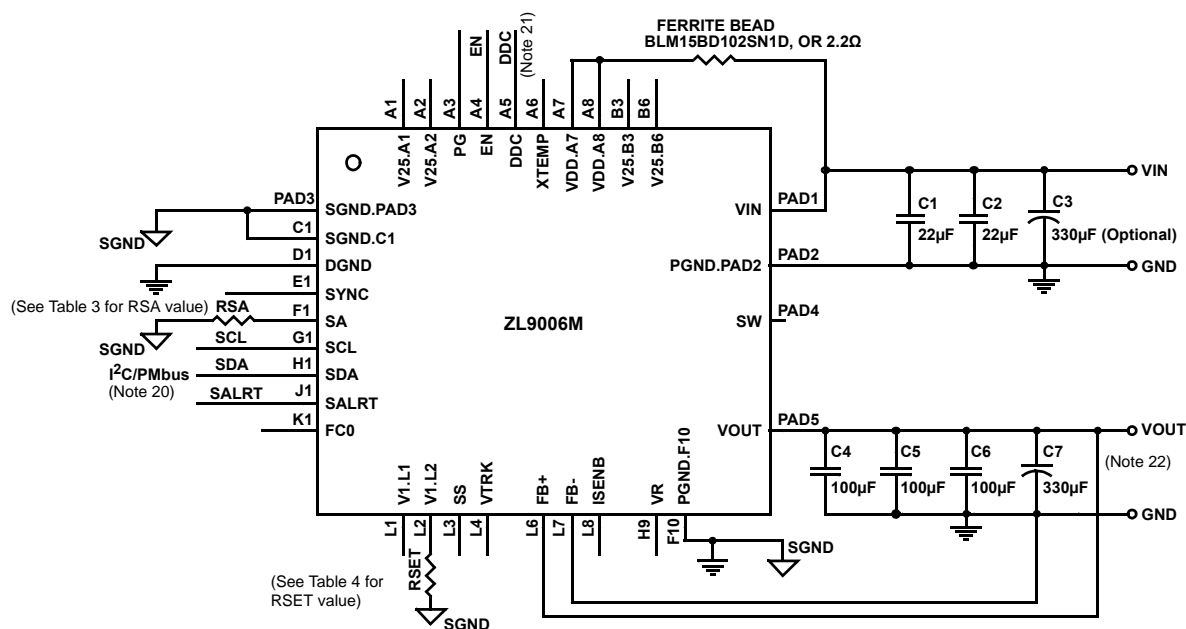 FERRITE BEAD
BLM15BD102SN1D, OR 2.2Ω
EN
DDC
(Note 21)
A1
A2
A3
A4
A5
A6
A7
A8
B3
B6
V25.A1
V25.A2
PG
EN
DDC
XTEMP
VDD.A7
VDD.A8
V25.B3
V25.B6
PAD3
SGND.PAD3
SGND
C1
SGND.C1
D1
DGND
E1
SYNC
(See Table 3 for RSA value)
RSA
F1
SA
SGND
SCL
G1
SCL
I²C/PMbus
SDA
H1
SDA
(Note 20)
SALRT
J1
SALRT
K1
FC0
ZL9006M
VIN
PAD1
PGND.PAD2
PAD2
SW
PAD4
VOUT
PAD5
VIN
C1
22µF
C2
22µF
C3
330µF (Optional)
GND
VOUT
(Note 22)
C4
100µF
C5
100µF
C6
100µF
C7
330µF
GND
V1.L1
V1.L2
SS
VTRK
FB+
FB-
ISENB
VR
PGND.F10
L1
L2
L3
L4
L6
L7
L8
H9
F10
SGND
RSET
(See Table 4 for
RSET value)
SGND